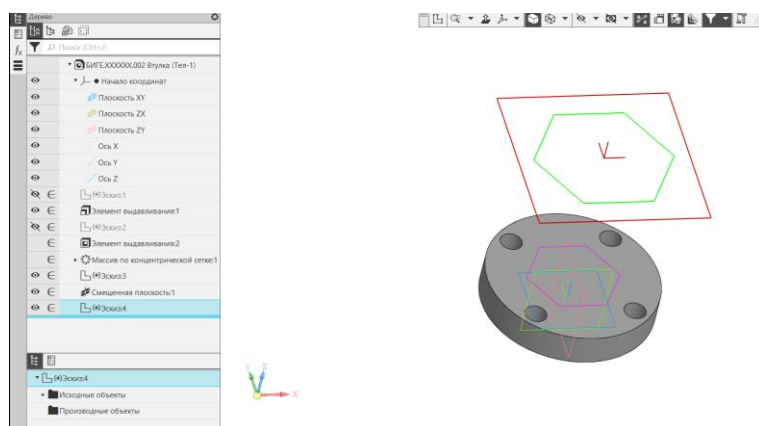 Дерево
Поиск (Ctrl+/)
БИГЕ.XXXXXX.002 Втулка (Тел-1)
Начало координат
Плоскость XY
Плоскость ZX
Плоскость ZY
Ось X
Ось Y
Ось Z
(+)Эскиз:1
Элемент выдавливания:1
(+)Эскиз:2
Элемент выдавливания:2
Массив по концентрической сетке:1
(+)Эскиз:3
Смещенная плоскость:1
(+)Эскиз:4
(+)Эскиз:4
Исходные объекты
Производные объекты
Y Z
X